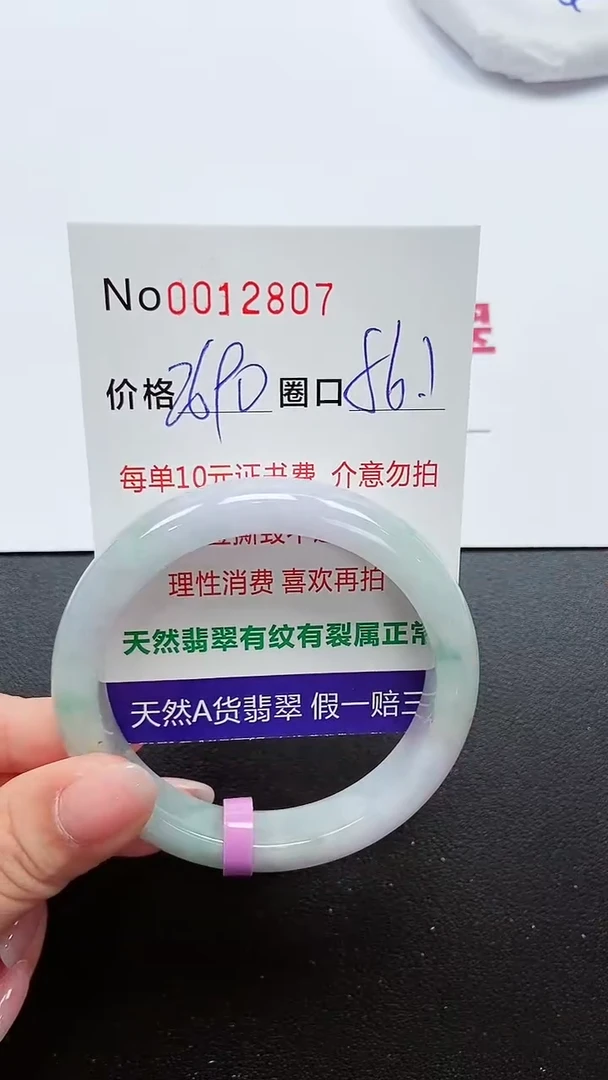 No0012807
价格2690 圈口56.1
每单10元证书费 介意勿拍
理性消费 喜欢再拍
天然翡翠有纹有裂属正常
天然A货翡翠 假一赔三